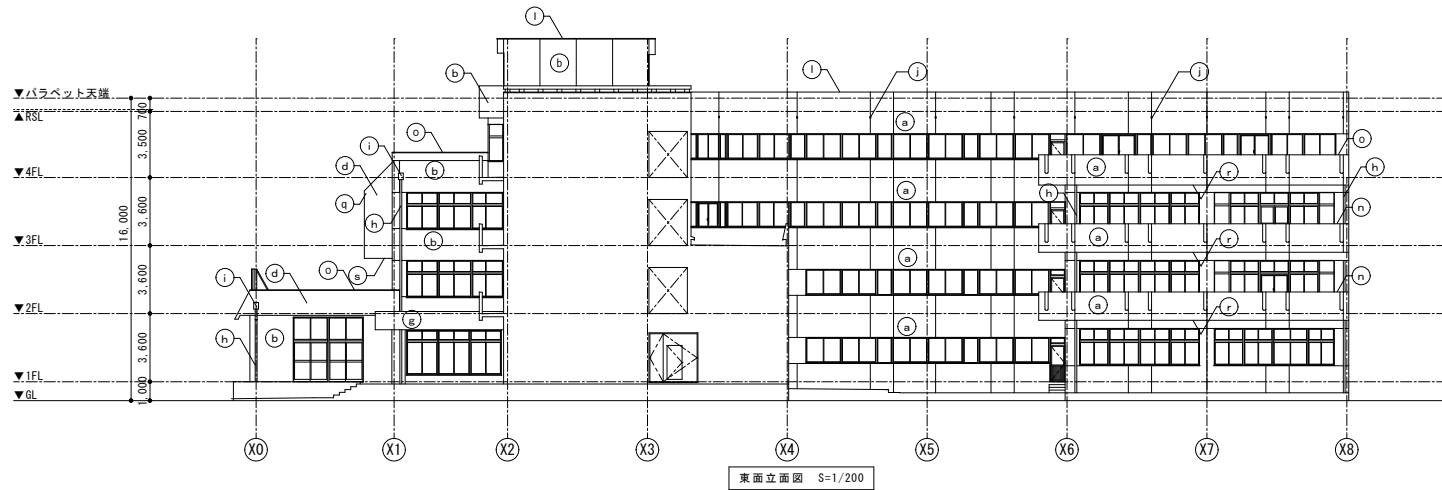 l
b
b
l
j
j
▼パラペット天端
▲RSL
700
3,500
o
a
o
i
d
b
a
h
▼4FL
q
h
a
r
h
n
3,600
16,000
b
a
▼3FL
s
o
d
i
a
r
n
3,600
a
▼2FL
g
r
h
b
a
3,600
▼1FL
1,000
▼GL
X0
X1
X2
X3
X4
X5
X6
X7
X8
東面立面図 S=1/200